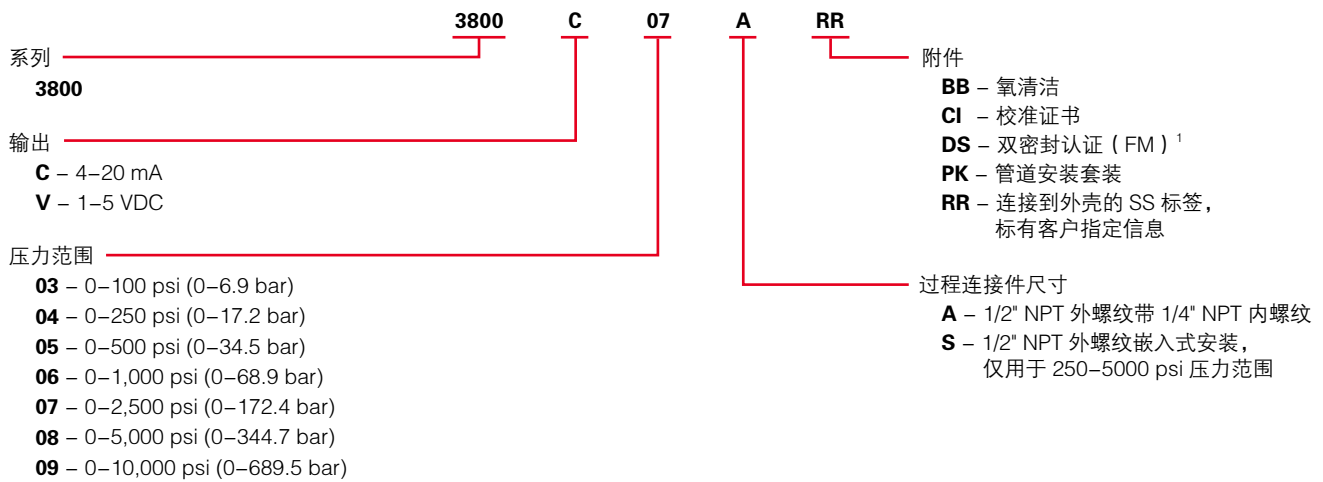 3800 C 07 A RR
系列
3800
输出
C – 4–20 mA
V – 1–5 VDC
压力范围
03 – 0–100 psi (0–6.9 bar)
04 – 0–250 psi (0–17.2 bar)
05 – 0–500 psi (0–34.5 bar)
06 – 0–1,000 psi (0–68.9 bar)
07 – 0–2,500 psi (0–172.4 bar)
08 – 0–5,000 psi (0–344.7 bar)
09 – 0–10,000 psi (0–689.5 bar)
附件
BB – 氧清洁
CI – 校准证书
DS – 双密封认证（FM）1
PK – 管道安装套装
RR – 连接到外壳的 SS 标签，
标有客户指定信息
过程连接件尺寸
A – 1/2" NPT 外螺纹带 1/4" NPT 内螺纹
S – 1/2" NPT 外螺纹嵌入式安装，
仅用于 250–5000 psi 压力范围